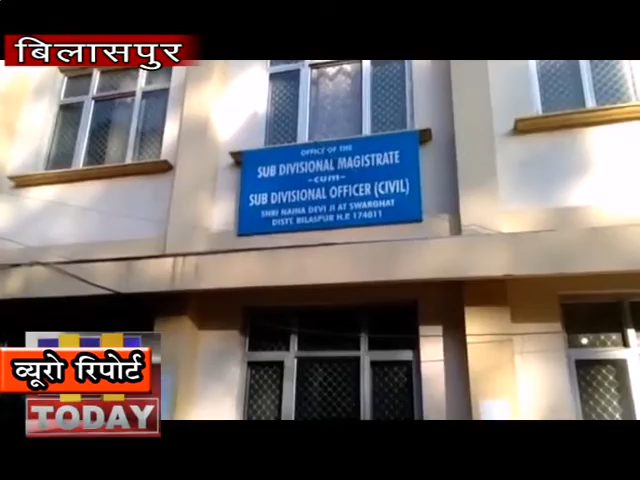 बिलासपुर
OFFICE OF THE
SUB DIVISIONAL MAGISTRATE
-CUM-
SUB DIVISIONAL OFFICER (CIVIL)
SHRI NAINA DEVI JI AT SWARGHAT
DISTT. BILASPUR H.P. 174011
व्यूरो रिपोर्ट
TODAY